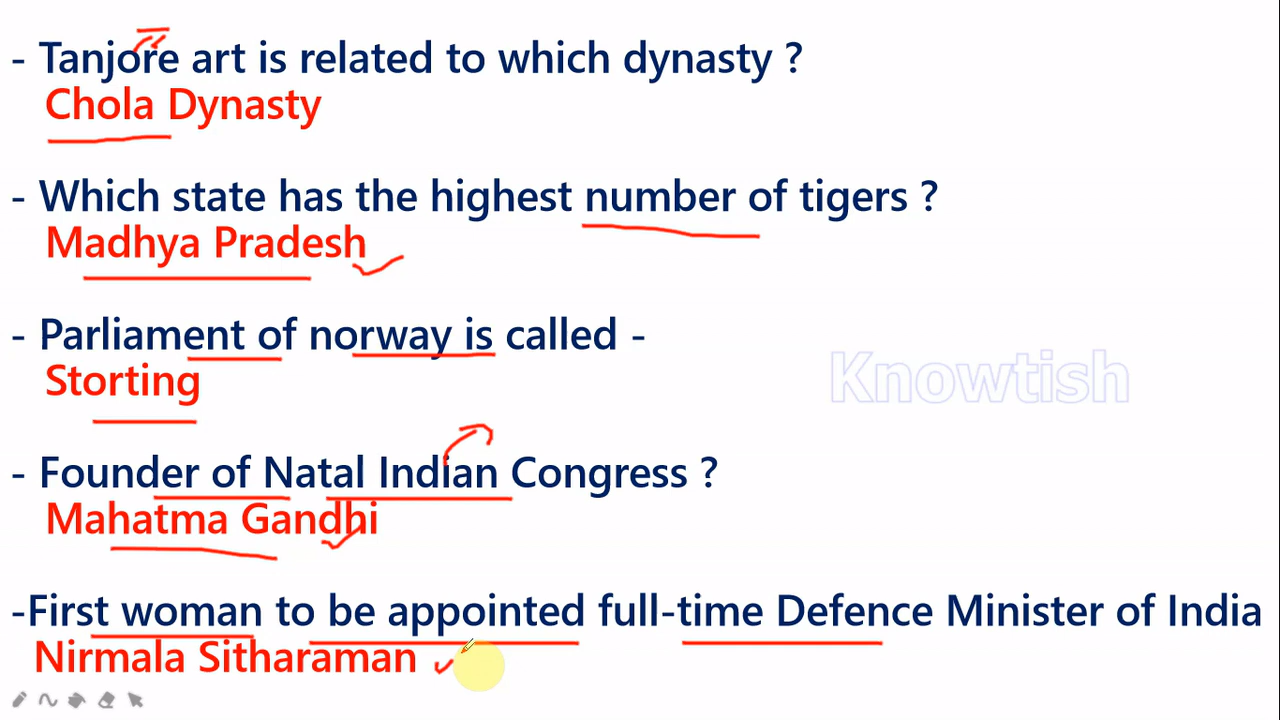 - Tanjore art is related to which dynasty ?
Chola Dynasty
- Which state has the highest number of tigers ?
Madhya Pradesh
- Parliament of norway is called -
Storting
Knowtish
- Founder of Natal Indian Congress ?
Mahatma Gandhi
-First woman to be appointed full-time Defence Minister of India
Nirmala Sitharaman